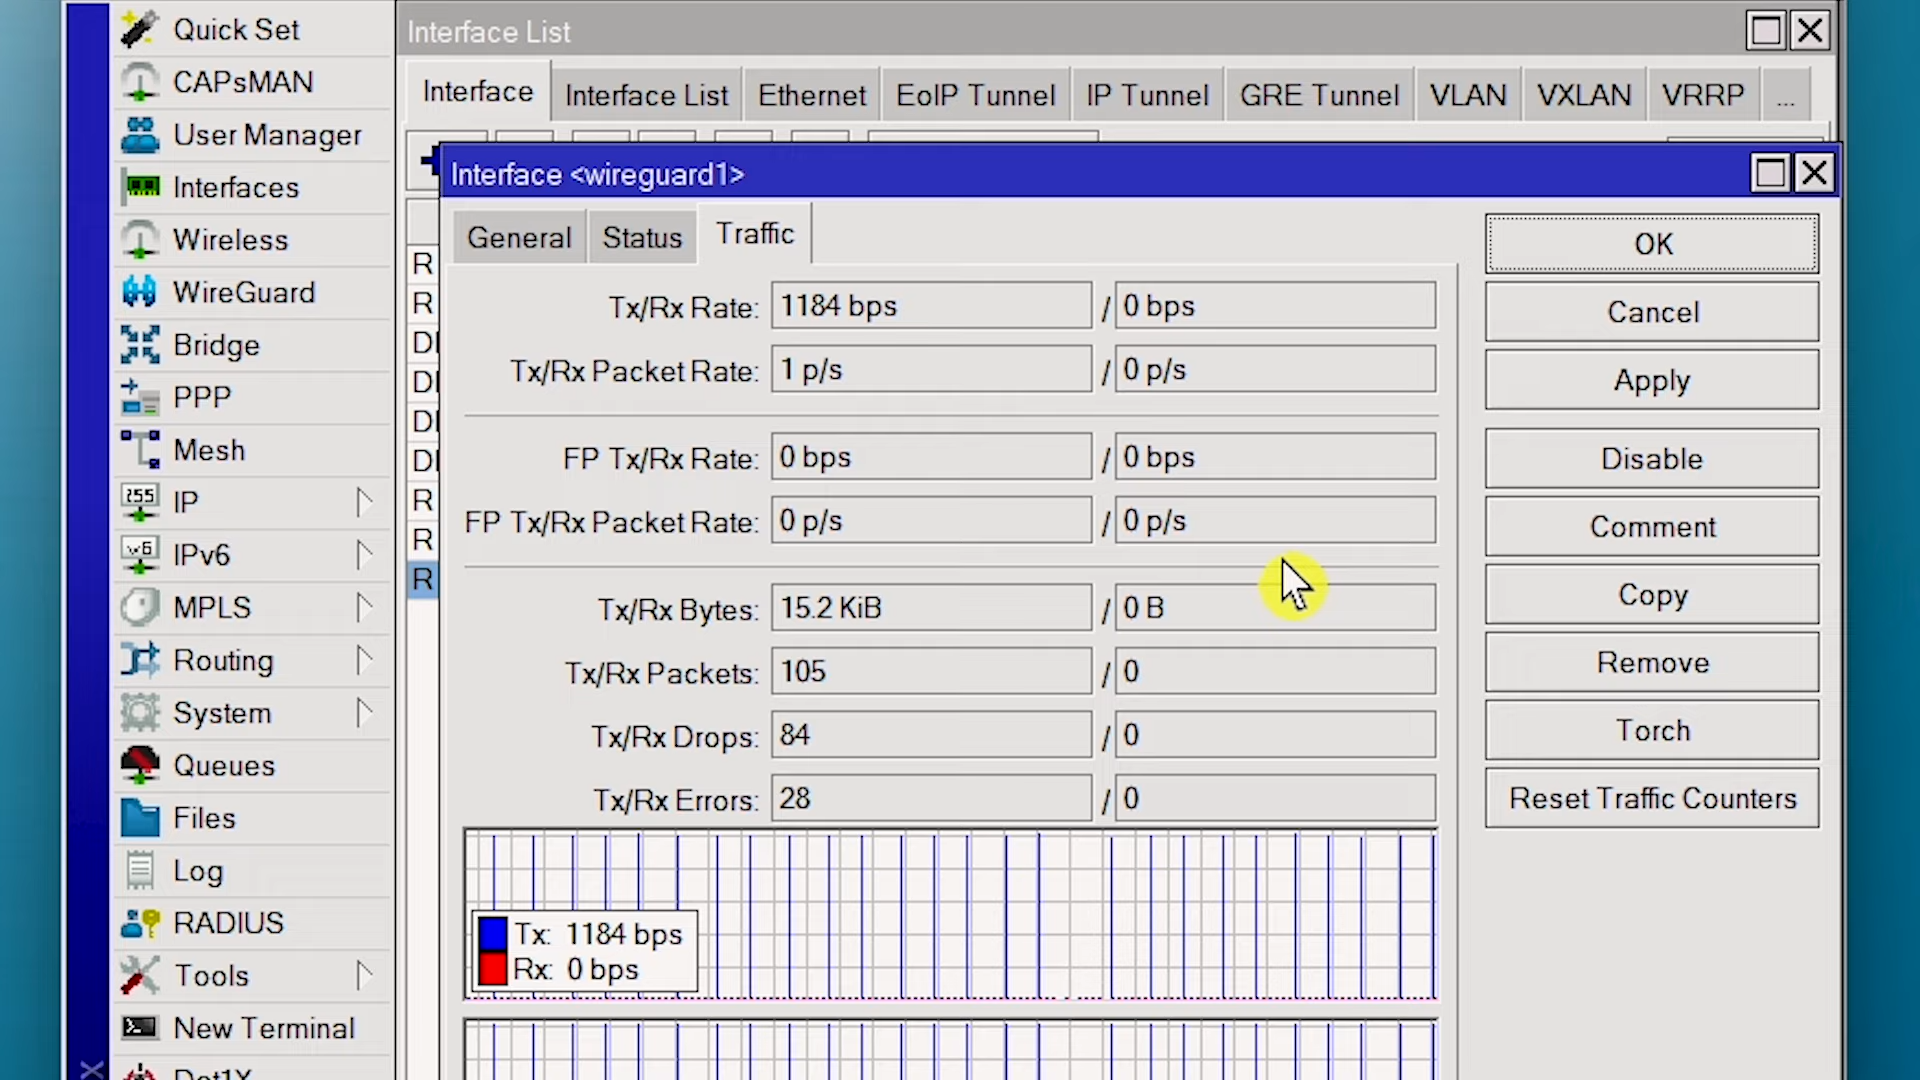 Quick Set
CAPsMAN
User Manager
Interfaces
Wireless
WireGuard
Bridge
PPP
Mesh
IP
IPv6
MPLS
Routing
System
Queues
Files
Log
RADIUS
Tools
New Terminal
Dot1X
Interface List
Interface Interface List Ethernet EoIP Tunnel IP Tunnel GRE Tunnel VLAN VXLAN VRRP ...
R
R
D
D
D
D
R
R
R
Interface <wireguard1>
General Status Traffic
Tx/Rx Rate: 1184 bps / 0 bps
Tx/Rx Packet Rate: 1 p/s / 0 p/s
FP Tx/Rx Rate: 0 bps / 0 bps
FP Tx/Rx Packet Rate: 0 p/s / 0 p/s
Tx/Rx Bytes: 15.2 KiB / 0 B
Tx/Rx Packets: 105 / 0
Tx/Rx Drops: 84 / 0
Tx/Rx Errors: 28 / 0
Tx: 1184 bps
Rx: 0 bps
OK
Cancel
Apply
Disable
Comment
Copy
Remove
Torch
Reset Traffic Counters